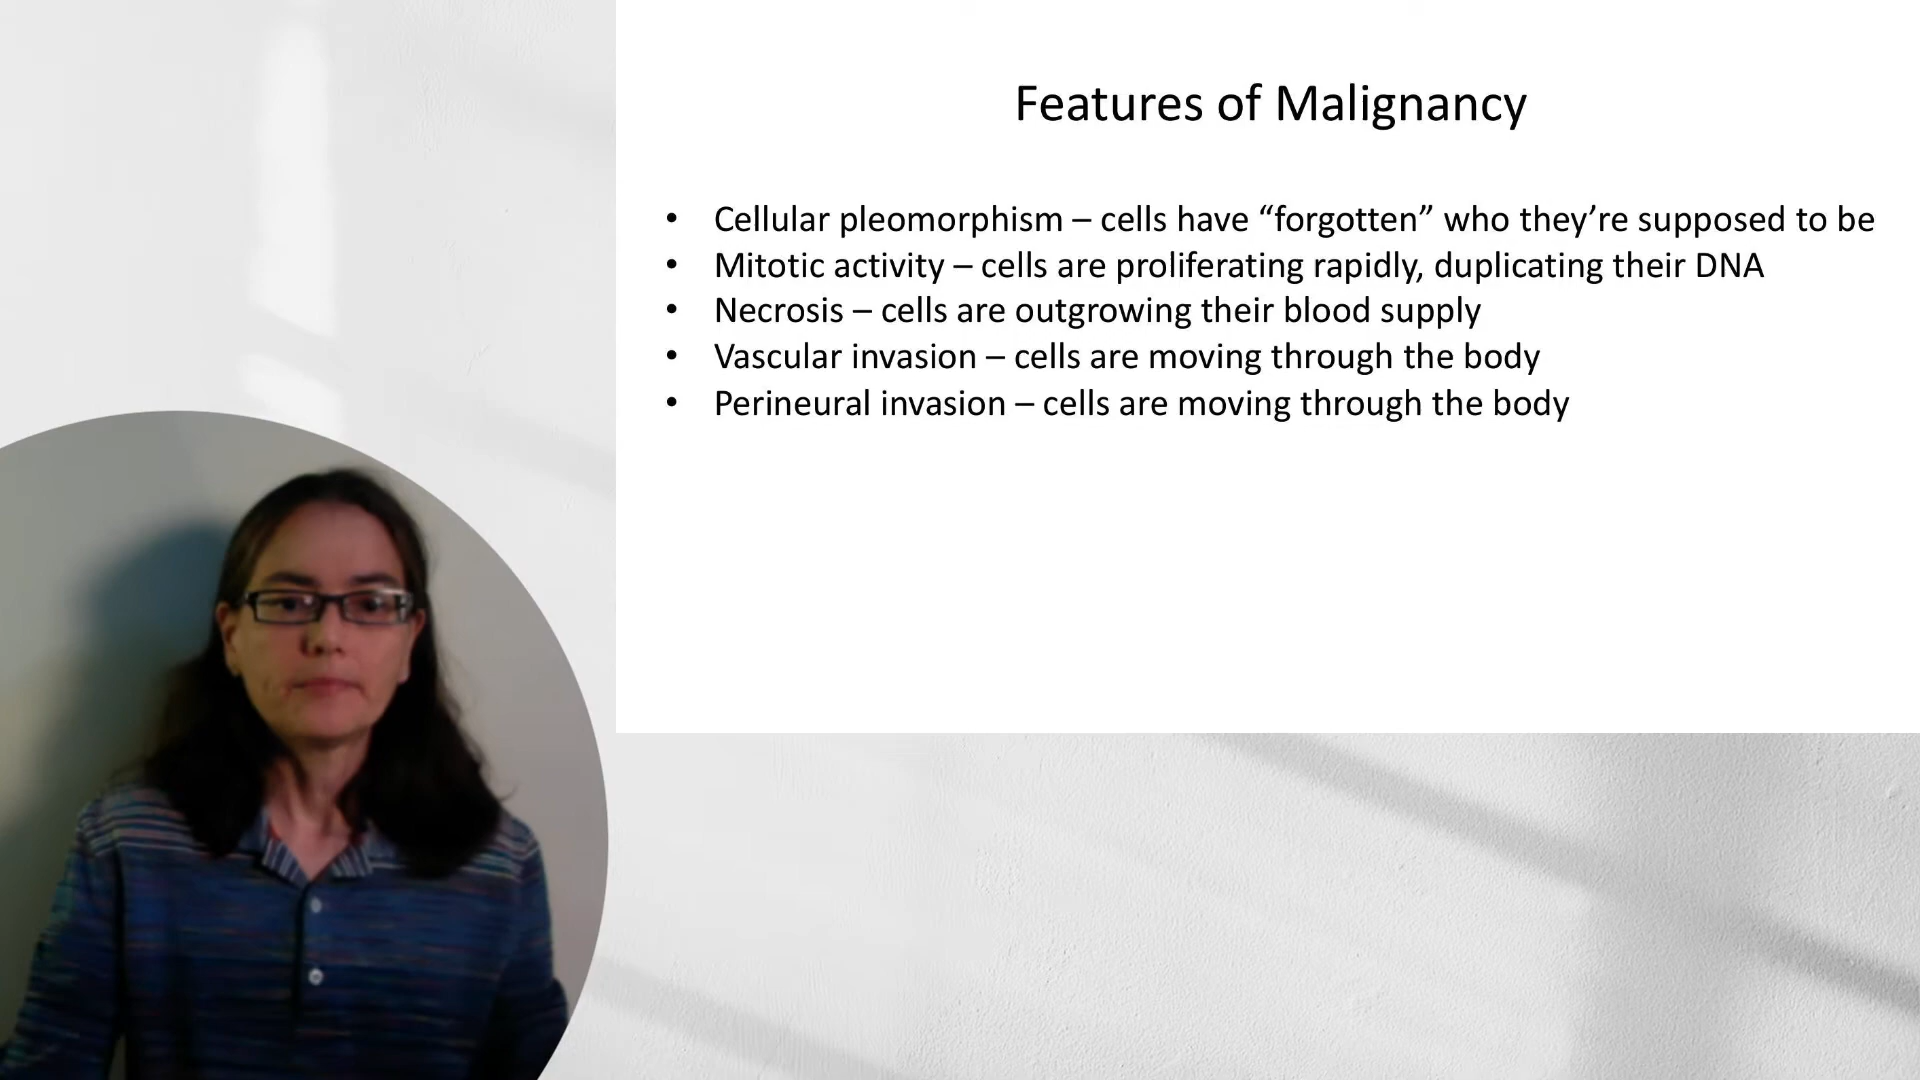 Features of Malignancy
• Cellular pleomorphism – cells have “forgotten” who they’re supposed to be
• Mitotic activity – cells are proliferating rapidly, duplicating their DNA
• Necrosis – cells are outgrowing their blood supply
• Vascular invasion – cells are moving through the body
• Perineural invasion – cells are moving through the body